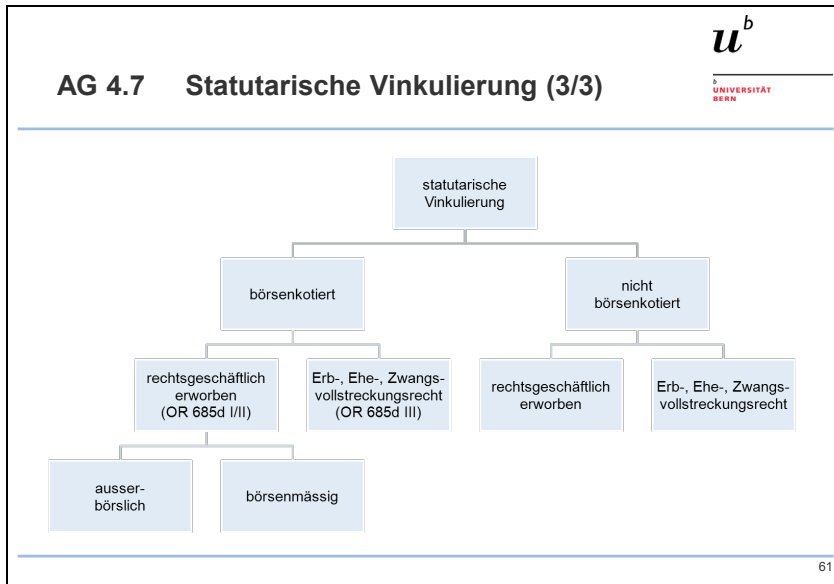 u^b
AG 4.7 Statutarische Vinkulierung (3/3)
b
UNIVERSITÄT
BERN
statutarische
Vinkulierung
börsenkotiert
nicht
börsenkotiert
rechtsgeschäftlich
erworben
(OR 685d I/II)
Erb-, Ehe-, Zwangs-
vollstreckungsrecht
(OR 685d III)
rechtsgeschäftlich
erworben
Erb-, Ehe-, Zwangs-
vollstreckungsrecht
ausser-
börslich
börsenmässig
61